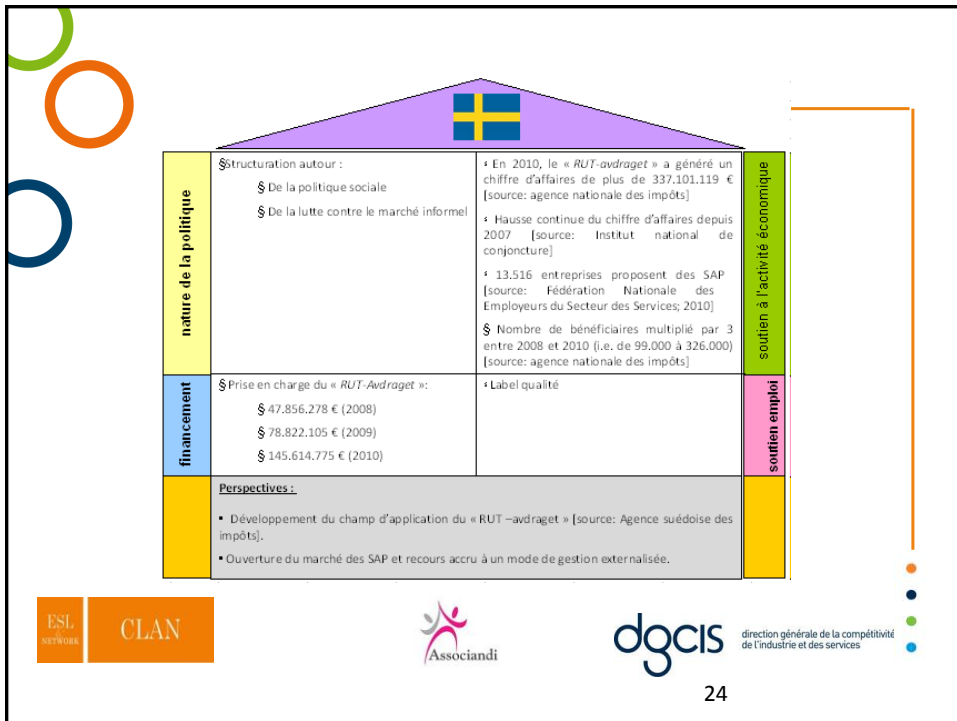 nature de la politique
§Structuration autour :
§ De la politique sociale
§ De la lutte contre le marché informel
En 2010, le « RUT-avdraget » a généré un
chiffre d'affaires de plus de 337.101.119 €
[source: agence nationale des impôts]
Hausse continue du chiffre d'affaires depuis
2007 [source: Institut national de
conjoncture]
13.516 entreprises proposent des SAP
[source: Fédération Nationale des
Employeurs du Secteur des Services; 2010]
§ Nombre de bénéficiaires multiplié par 3
entre 2008 et 2010 (i.e. de 99.000 à 326.000)
[source: agence nationale des impôts]
soutien à l'activité économique
financement
§ Prise en charge du « RUT-Avdraget »:
§ 47.856.278 € (2008)
§ 78.822.105 € (2009)
§ 145.614.775 € (2010)
Label qualité
soutien emploi
Perspectives :
▪ Développement du champ d'application du « RUT –avdraget » [source: Agence suédoise des
impôts].
▪ Ouverture du marché des SAP et recours accru à un mode de gestion externalisée.
ESL
&
NETWORK
CLAN
Associandi
dgcis
direction générale de la compétitivité
de l'industrie et des services
24